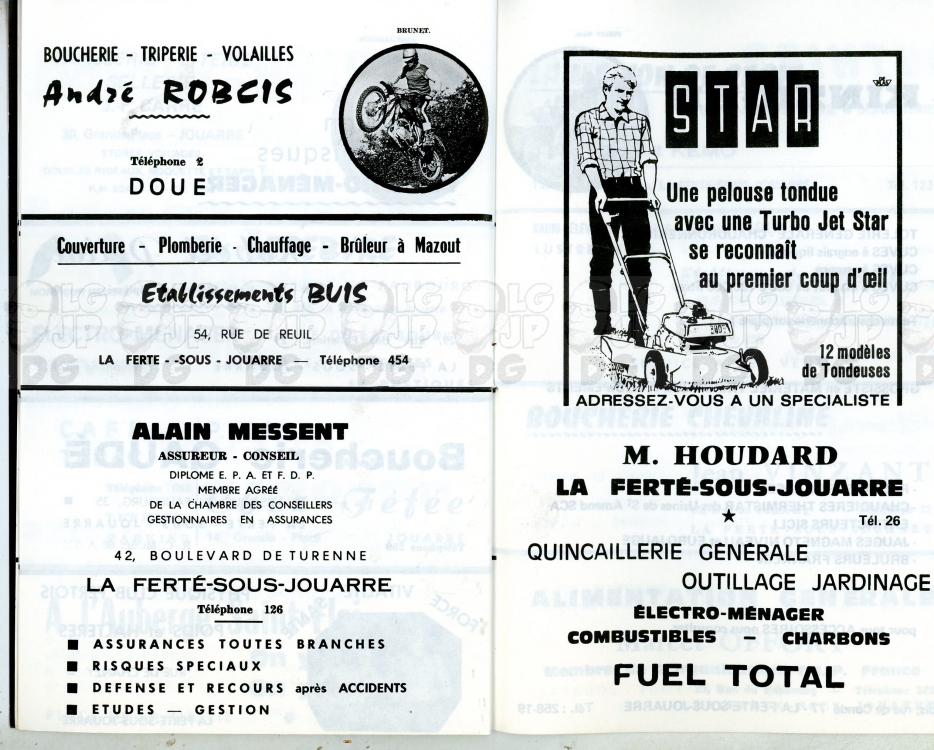 BRUNET.
BOUCHERIE - TRIPERIE - VOLAILLES
André ROBCIS
Téléphone 2
DOUE
Couverture - Plomberie - Chauffage - Brûleur à Mazout
Etablissements BUIS
54, RUE DE REUIL
LA FERTE - -SOUS - JOUARRE — Téléphone 454
ALAIN MESSENT
ASSUREUR - CONSEIL
DIPLOME E. P. A. ET F. D. P.
MEMBRE AGRÉÉ
DE LA CHAMBRE DES CONSEILLERS
GESTIONNAIRES EN ASSURANCES
42, BOULEVARD DE TURENNE
LA FERTÉ-SOUS-JOUARRE
Téléphone 126
■ ASSURANCES TOUTES BRANCHES
■ RISQUES SPECIAUX
■ DEFENSE ET RECOURS après ACCIDENTS
■ ETUDES - GESTION
STAR
Une pelouse tondue
avec une Turbo Jet Star
se reconnaît
au premier coup d'œil
12 modèles
de Tondeuses
ADRESSEZ-VOUS A UN SPECIALISTE
M. HOUDARD
LA FERTÉ-SOUS-JOUARRE
★ Tél. 26
QUINCAILLERIE GÉNÉRALE
OUTILLAGE JARDINAGE
ÉLECTRO-MÉNAGER
COMBUSTIBLES - CHARBONS
FUEL TOTAL